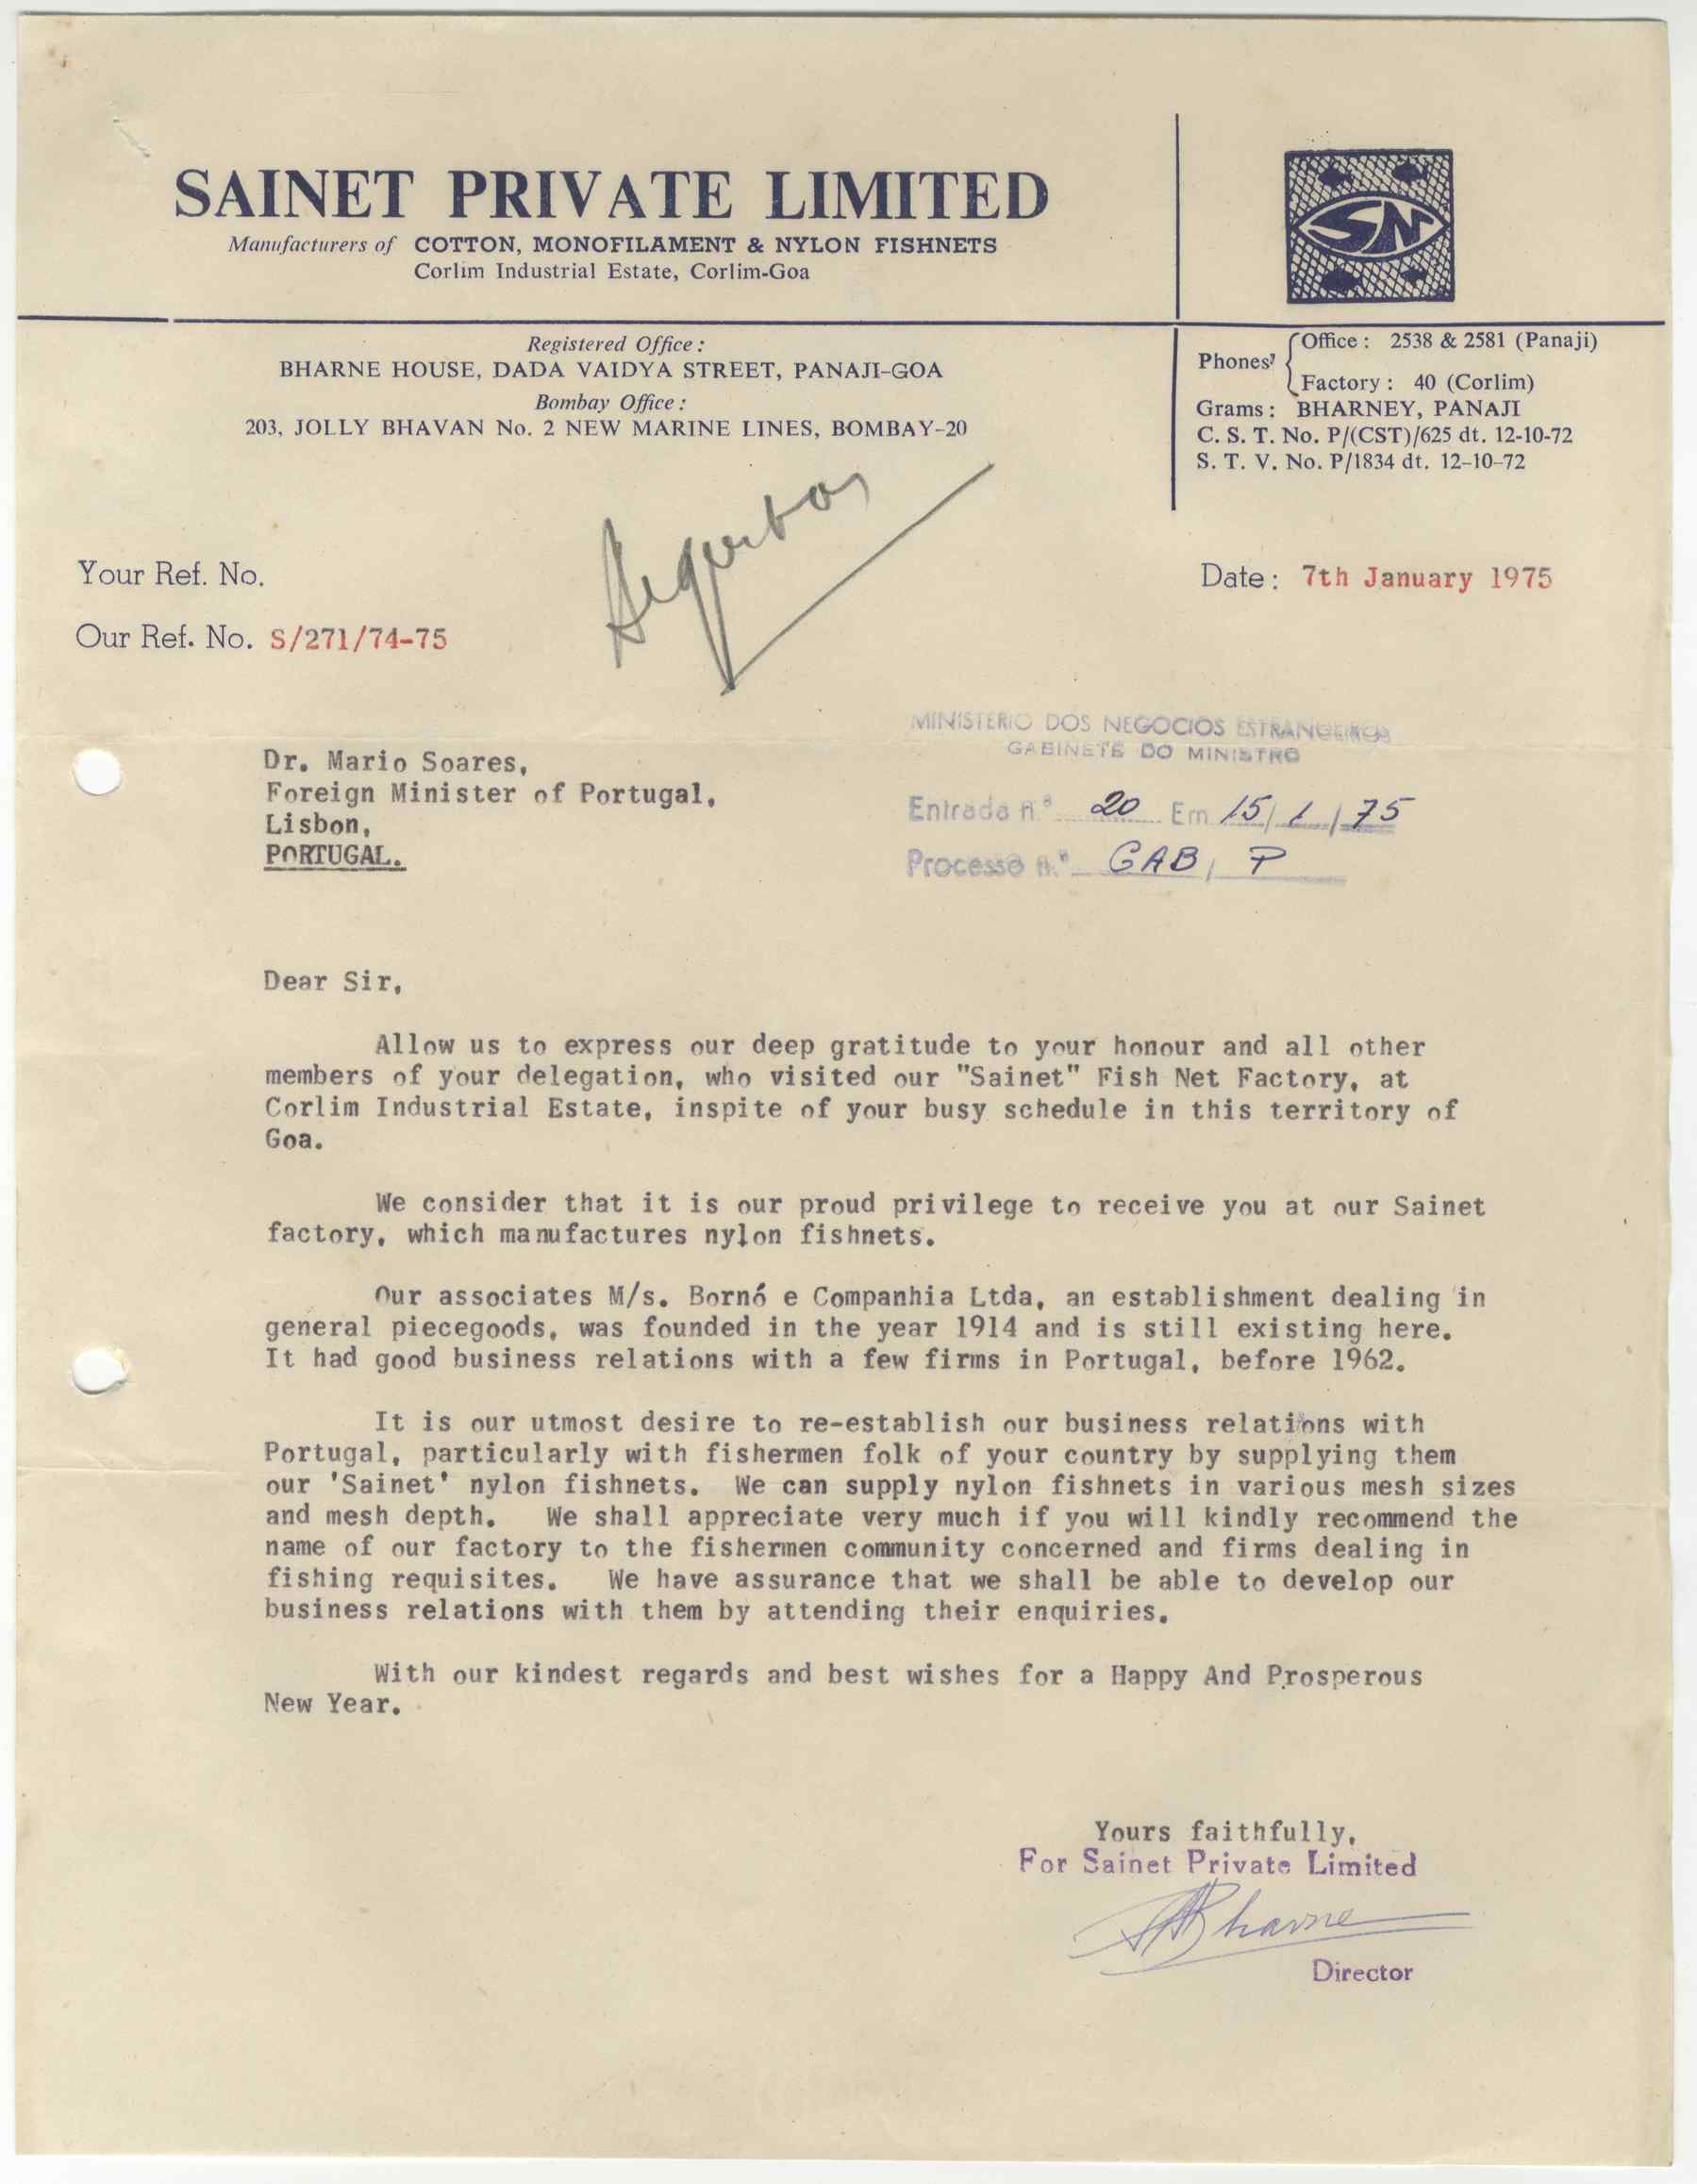 SAINET PRIVATE LIMITED
Manufacturers of COTTON, MONOFILAMENT & NYLON FISHNETS
Corlim Industrial Estate, Corlim-Goa
SN
Registered Office:
BHARNE HOUSE, DADA VAIDYA STREET, PANAJI-GOA
Bombay Office:
203, JOLLY BHAVAN No. 2 NEW MARINE LINES, BOMBAY-20
Phones
Office: 2538 & 2581 (Panaji)
Factory: 40 (Corlim)
Grams: BHARNEY, PANAJI
C. S. T. No. P/(CST)/625 dt. 12-10-72
S. T. V. No. P/1834 dt. 12-10-72
Your Ref. No.
Date: 7th January 1975
Our Ref. No. S/271/74-75
MINISTERIO DOS NEGOCIOS ESTRANGEIROS
GABINETE DO MINISTRO
Entrada n.º 20 Em 15/1/75
Processo n.º GAB, P
Dr. Mario Soares,
Foreign Minister of Portugal,
Lisbon,
PORTUGAL.
Dear Sir,
Allow us to express our deep gratitude to your honour and all other
members of your delegation, who visited our "Sainet" Fish Net Factory, at
Corlim Industrial Estate, inspite of your busy schedule in this territory of
Goa.
We consider that it is our proud privilege to receive you at our Sainet
factory, which manufactures nylon fishnets.
Our associates M/s. Bornó e Companhia Ltda, an establishment dealing in
general piecegoods, was founded in the year 1914 and is still existing here.
It had good business relations with a few firms in Portugal, before 1962.
It is our utmost desire to re-establish our business relations with
Portugal, particularly with fishermen folk of your country by supplying them
our 'Sainet' nylon fishnets. We can supply nylon fishnets in various mesh sizes
and mesh depth. We shall appreciate very much if you will kindly recommend the
name of our factory to the fishermen community concerned and firms dealing in
fishing requisites. We have assurance that we shall be able to develop our
business relations with them by attending their enquiries.
With our kindest regards and best wishes for a Happy And Prosperous
New Year.
Yours faithfully,
For Sainet Private Limited
Bharne
Director